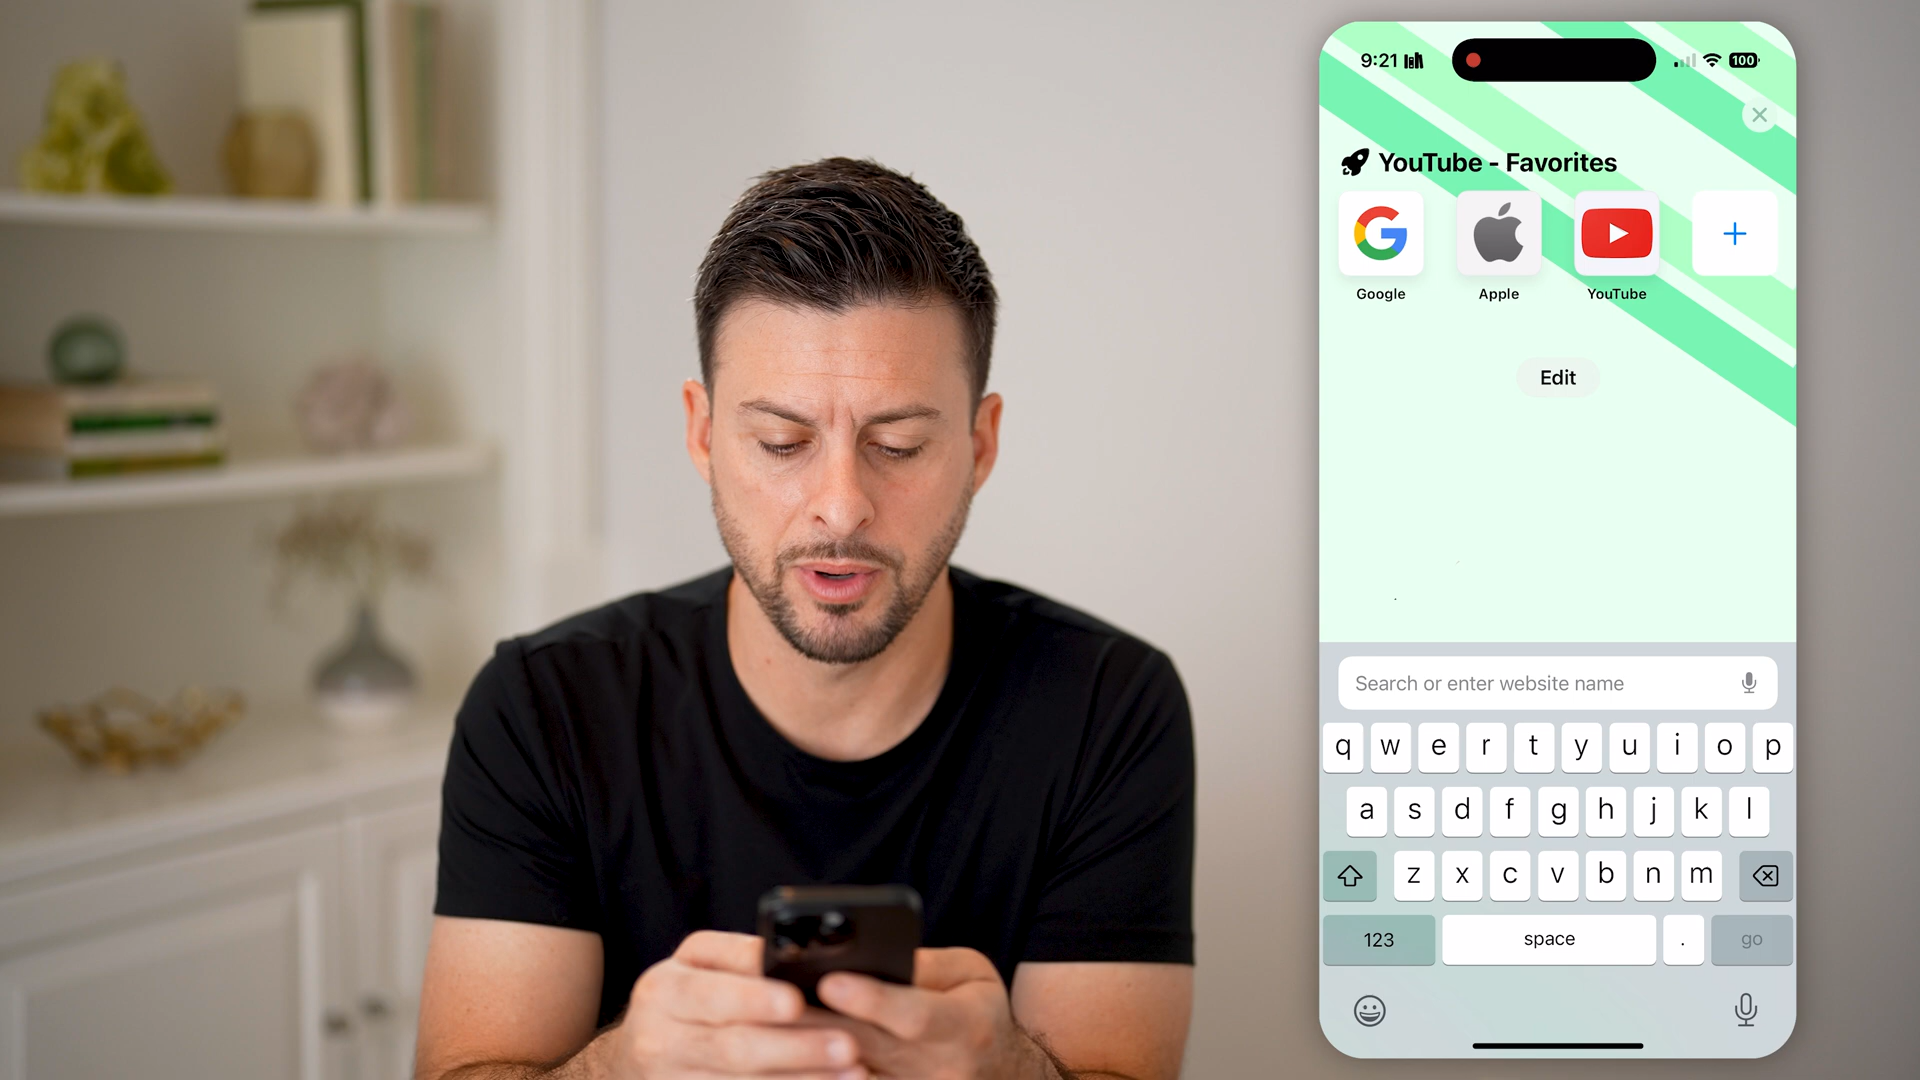 9:21 100
YouTube - Favorites
Google Apple YouTube
Edit
Search or enter website name
q w e r t y u i o p
a s d f g h j k l
z x c v b n m
123 space . go